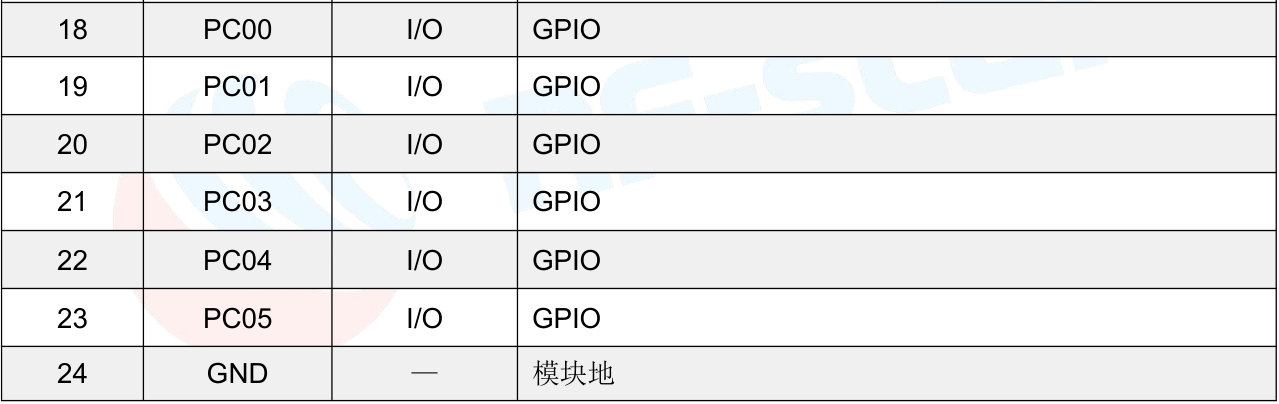 18 PC00 I/O GPIO
19 PC01 I/O GPIO
20 PC02 I/O GPIO
21 PC03 I/O GPIO
22 PC04 I/O GPIO
23 PC05 I/O GPIO
24 GND — 模块地